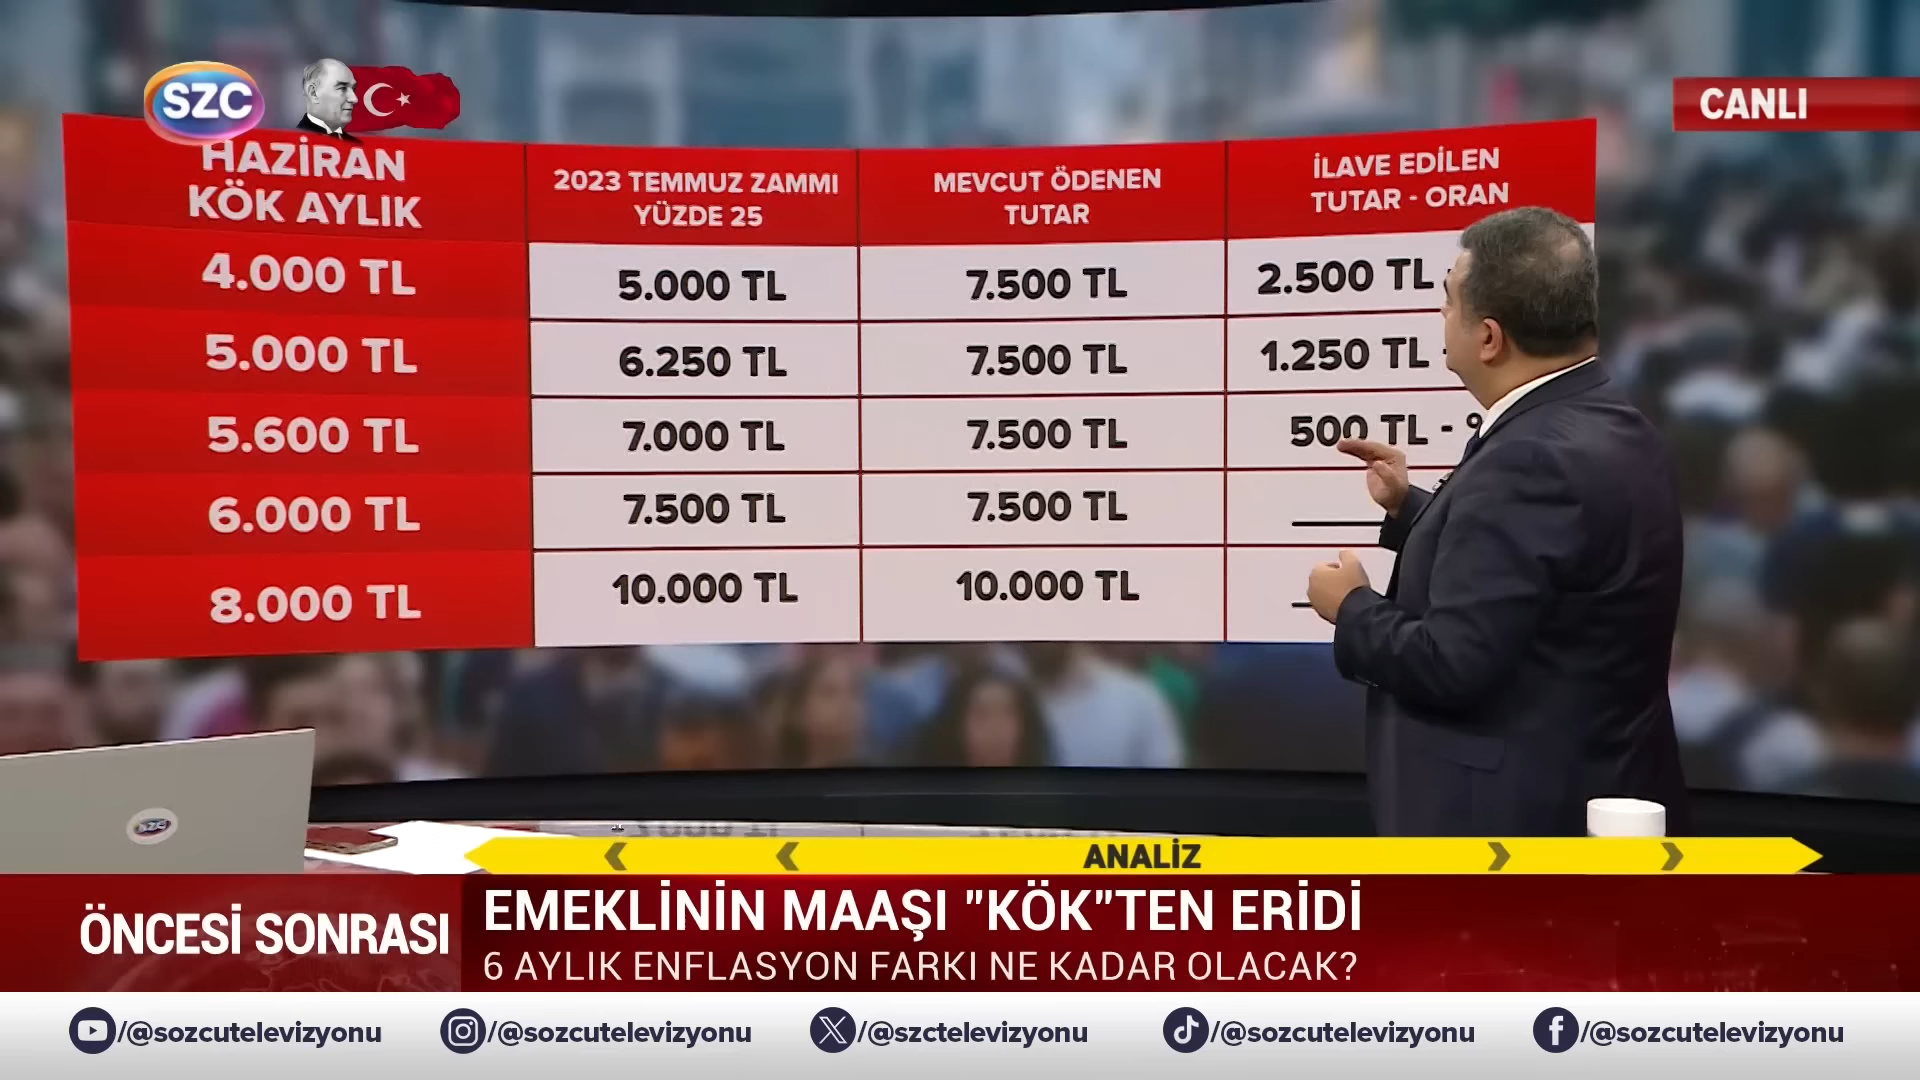 SZC
CANLI
HAZİRAN
KÖK AYLIK
2023 TEMMUZ ZAMMI
YÜZDE 25
MEVCUT ÖDENEN
TUTAR
İLAVE EDİLEN
TUTAR - ORAN
4.000 TL
5.000 TL
7.500 TL
2.500 TL
5.000 TL
6.250 TL
7.500 TL
1.250 TL
5.600 TL
7.000 TL
7.500 TL
500 TL -
6.000 TL
7.500 TL
7.500 TL
8.000 TL
10.000 TL
10.000 TL
SZC
ANALİZ
ÖNCESİ SONRASI
EMEKLİNİN MAAŞI "KÖK"TEN ERİDİ
6 AYLIK ENFLASYON FARKI NE KADAR OLACAK?
/@sozcutelevizyonu
/@sozcutelevizyonu
/@szctelevizyonu
/@sozcutelevizyonu
/@sozcutelevizyonu